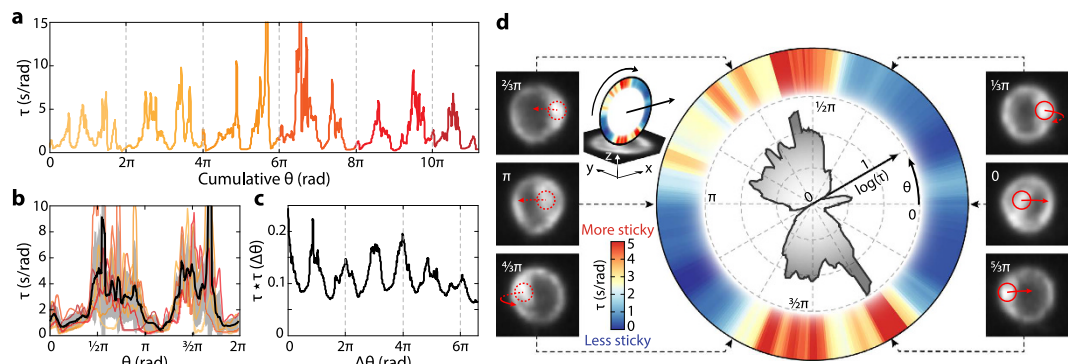 a
τ (s/rad)
15
10
5
0
0
2π
4π
6π
8π
10π
Cumulative θ (rad)
b
τ (s/rad)
10
8
6
4
2
0
0
½π
π
³⁄₂π
2π
θ (rad)
c
τ ⋆ τ (Δθ)
0.2
0.1
0
0
2π
4π
6π
Δθ (rad)
d
⅔π
π
⁴⁄₃π
z
y
x
More sticky
τ (s/rad)
5
4
3
2
1
0
Less sticky
½π
π
³⁄₂π
0
θ
0
1
log(τ)
⅓π
0
⁵⁄₃π